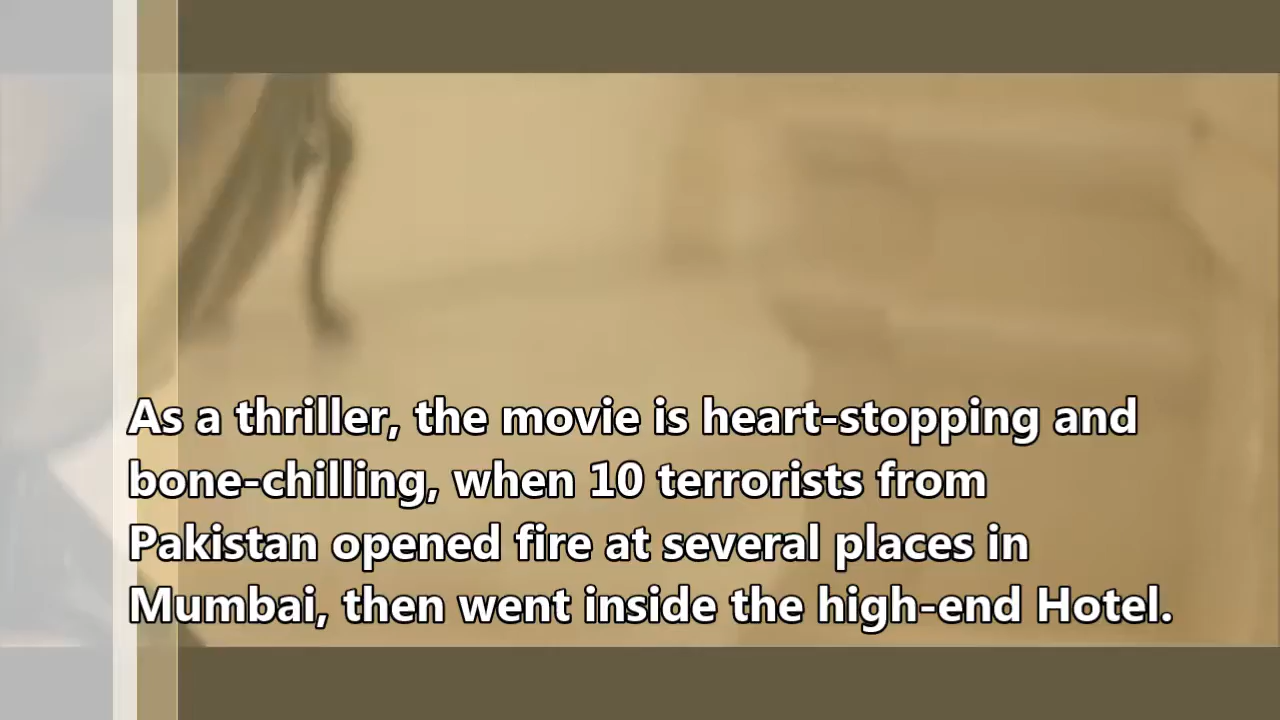 As a thriller, the movie is heart-stopping and
bone-chilling, when 10 terrorists from
Pakistan opened fire at several places in
Mumbai, then went inside the high-end Hotel.